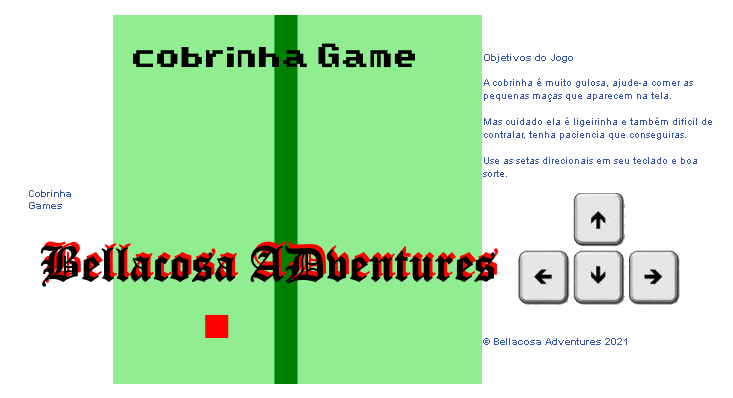 cobrinha Game
Objetivos do Jogo
A cobrinha é muito gulosa, ajude-a comer as
pequenas maças que aparecem na tela.
Mas cuidado ela é ligeirinha e também dificil de
contralar, tenha paciencia que conseguiras.
Use as setas direcionais em seu teclado e boa
sorte.
Cobrinha
Games
Bellacosa ADventures
© Bellacosa Adventures 2021